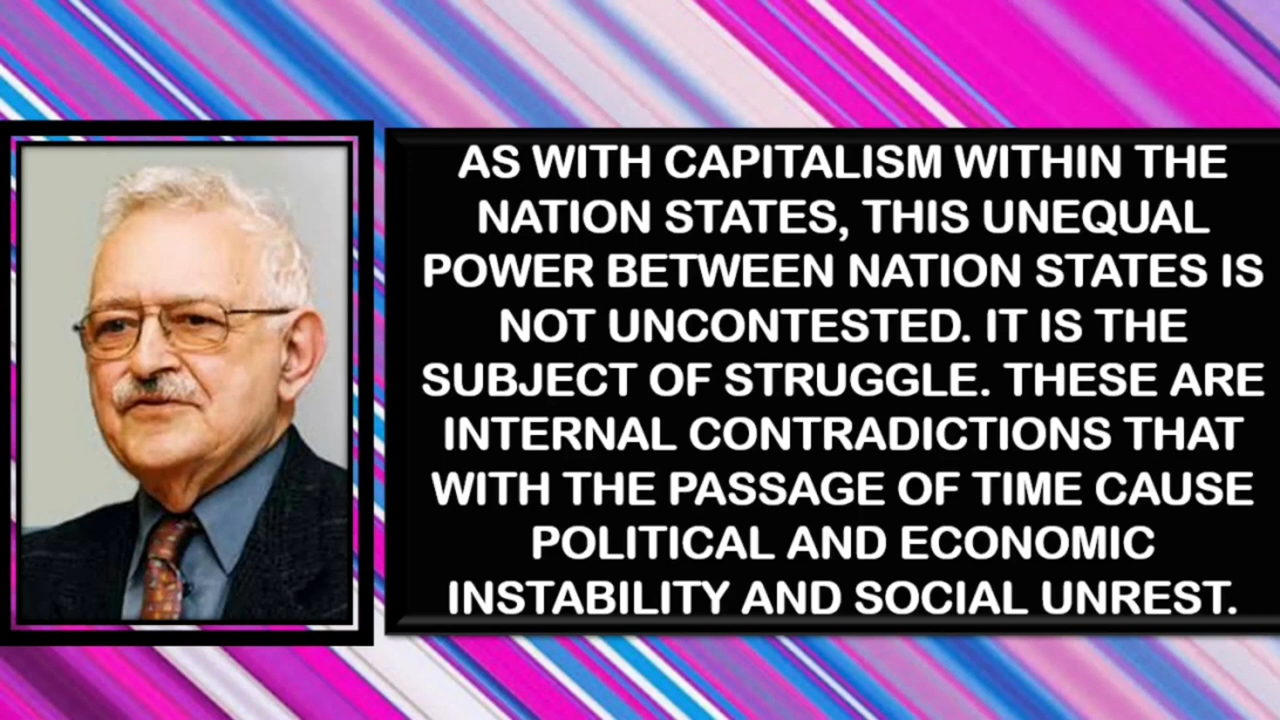 AS WITH CAPITALISM WITHIN THE
NATION STATES, THIS UNEQUAL
POWER BETWEEN NATION STATES IS
NOT UNCONTESTED. IT IS THE
SUBJECT OF STRUGGLE. THESE ARE
INTERNAL CONTRADICTIONS THAT
WITH THE PASSAGE OF TIME CAUSE
POLITICAL AND ECONOMIC
INSTABILITY AND SOCIAL UNREST.